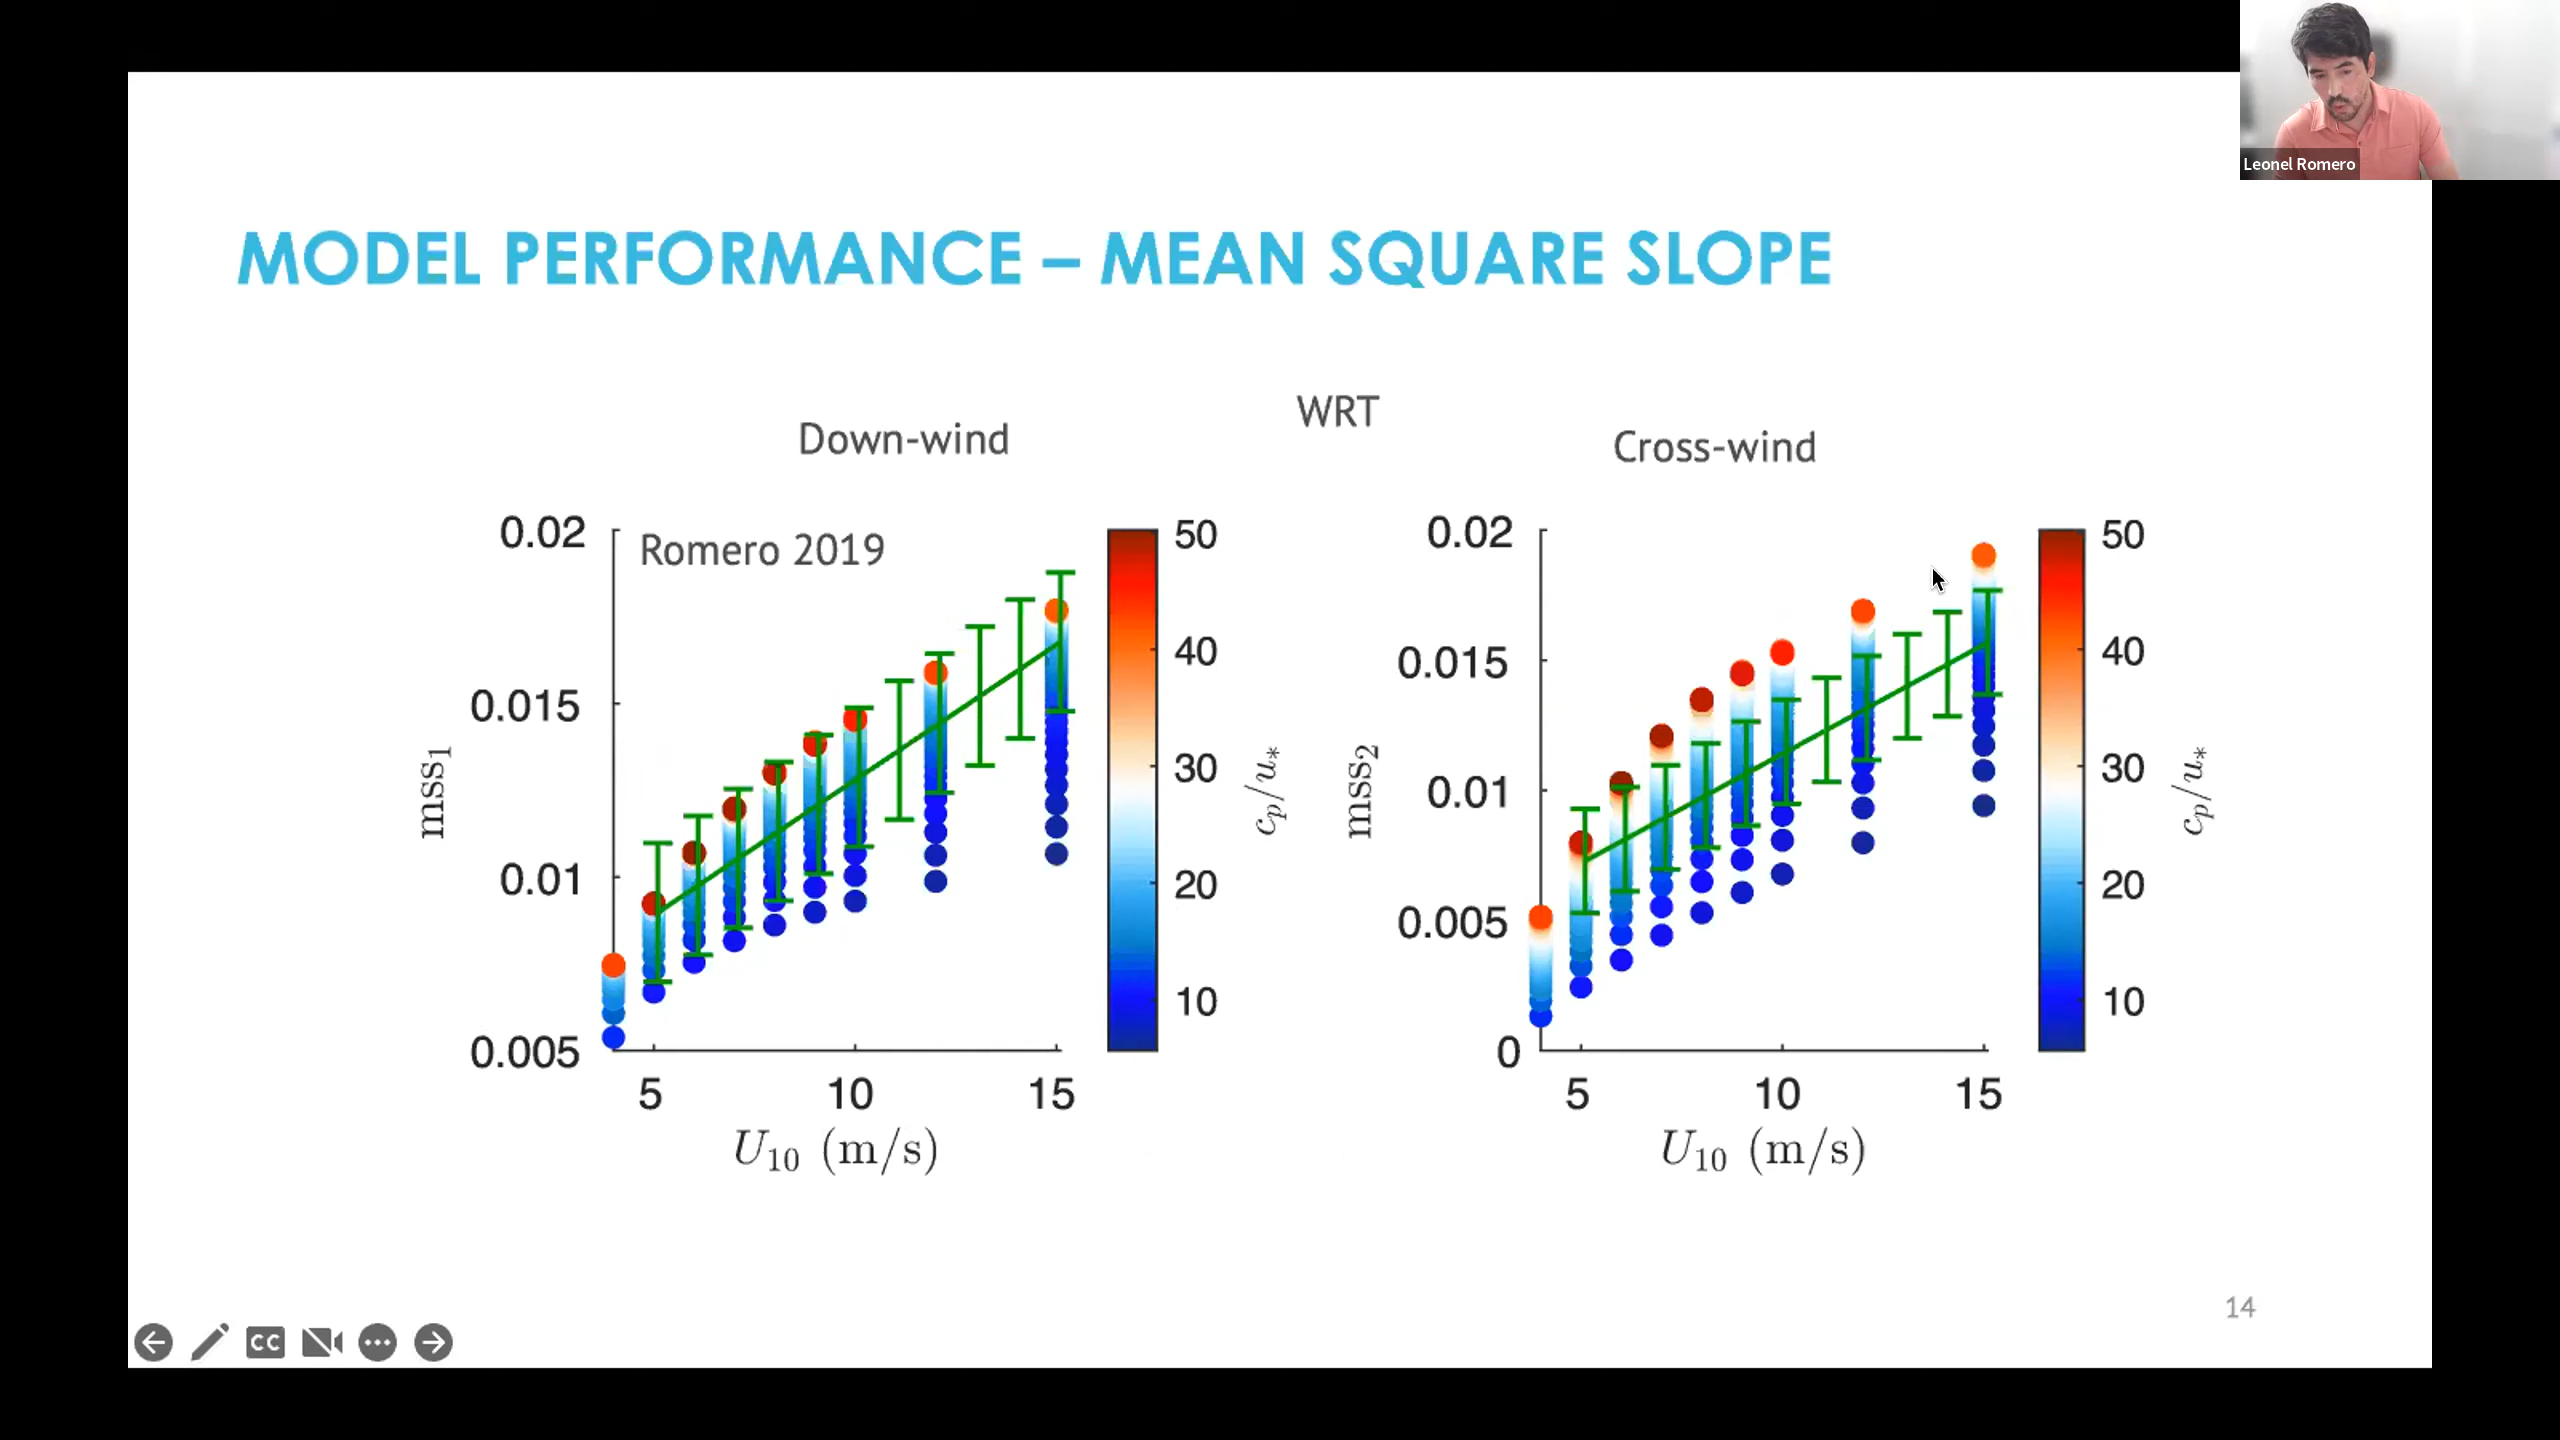 Leonel Romero
MODEL PERFORMANCE – MEAN SQUARE SLOPE
WRT
Down-wind
Cross-wind
Romero 2019
0.02
0.015
0.01
0.005
mss1
5 10 15
U10 (m/s)
50
40
30
20
10
cp/u*
0.02
0.015
0.01
0.005
0
mss2
5 10 15
U10 (m/s)
50
40
30
20
10
cp/u*
14
CC